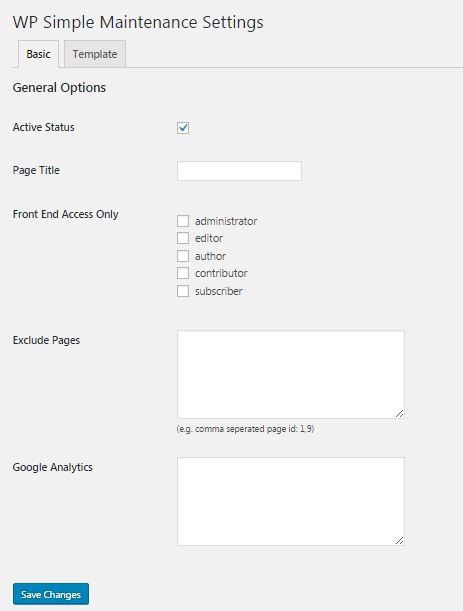 WP Simple Maintenance Settings
Basic Template
General Options
Active Status
Page Title
Front End Access Only
administrator
editor
author
contributor
subscriber
Exclude Pages
(e.g. comma seperated page id: 1,9)
Google Analytics
Save Changes